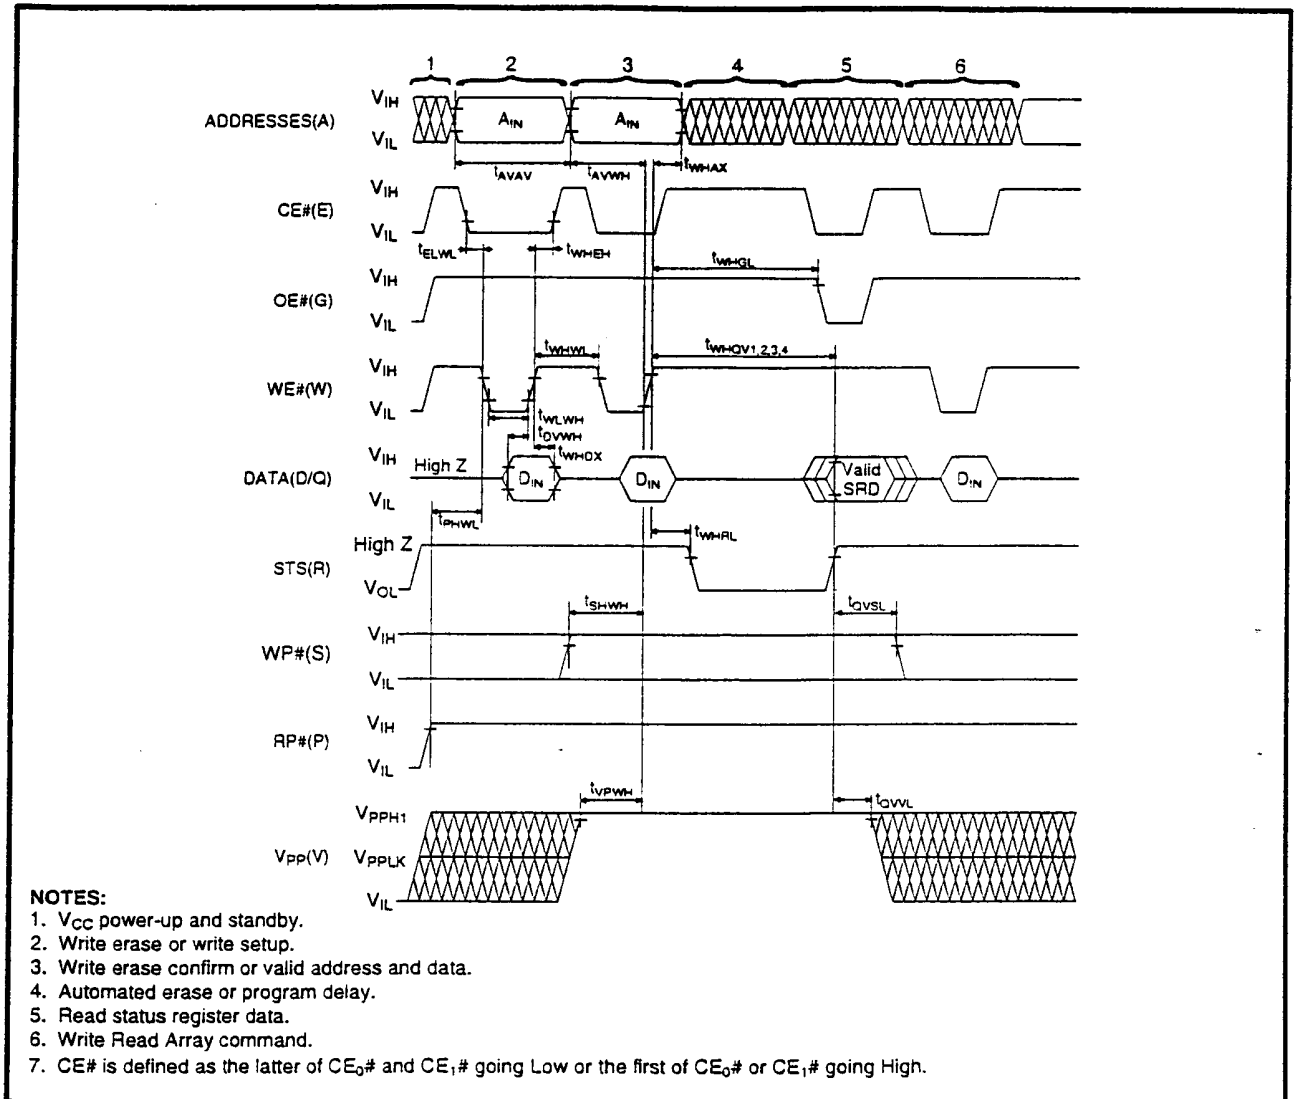 1 2 3 4 5 6
ADDRESSES(A) VIH AIN AIN
VIL
tAVAV tAVWH tWHAX
CE#(E) VIH
VIL
tELWL tWHEH tWHGL
OE#(G) VIH
VIL
tWHWL tWHQV1,2,3,4
WE#(W) VIH
VIL
tWLWH
tDVWH
tWHDX
DATA(D/Q) VIH High Z DIN DIN Valid SRD DIN
VIL
tPHWL tWHRL
STS(R) High Z
VOL
tSHWH tQVSL
WP#(S) VIH
VIL
RP#(P) VIH
VIL
tVPWH tQVVL
VPP(V) VPPH1
VPPLK
VIL
NOTES:
1. VCC power-up and standby.
2. Write erase or write setup.
3. Write erase confirm or valid address and data.
4. Automated erase or program delay.
5. Read status register data.
6. Write Read Array command.
7. CE# is defined as the latter of CE0# and CE1# going Low or the first of CE0# or CE1# going High.